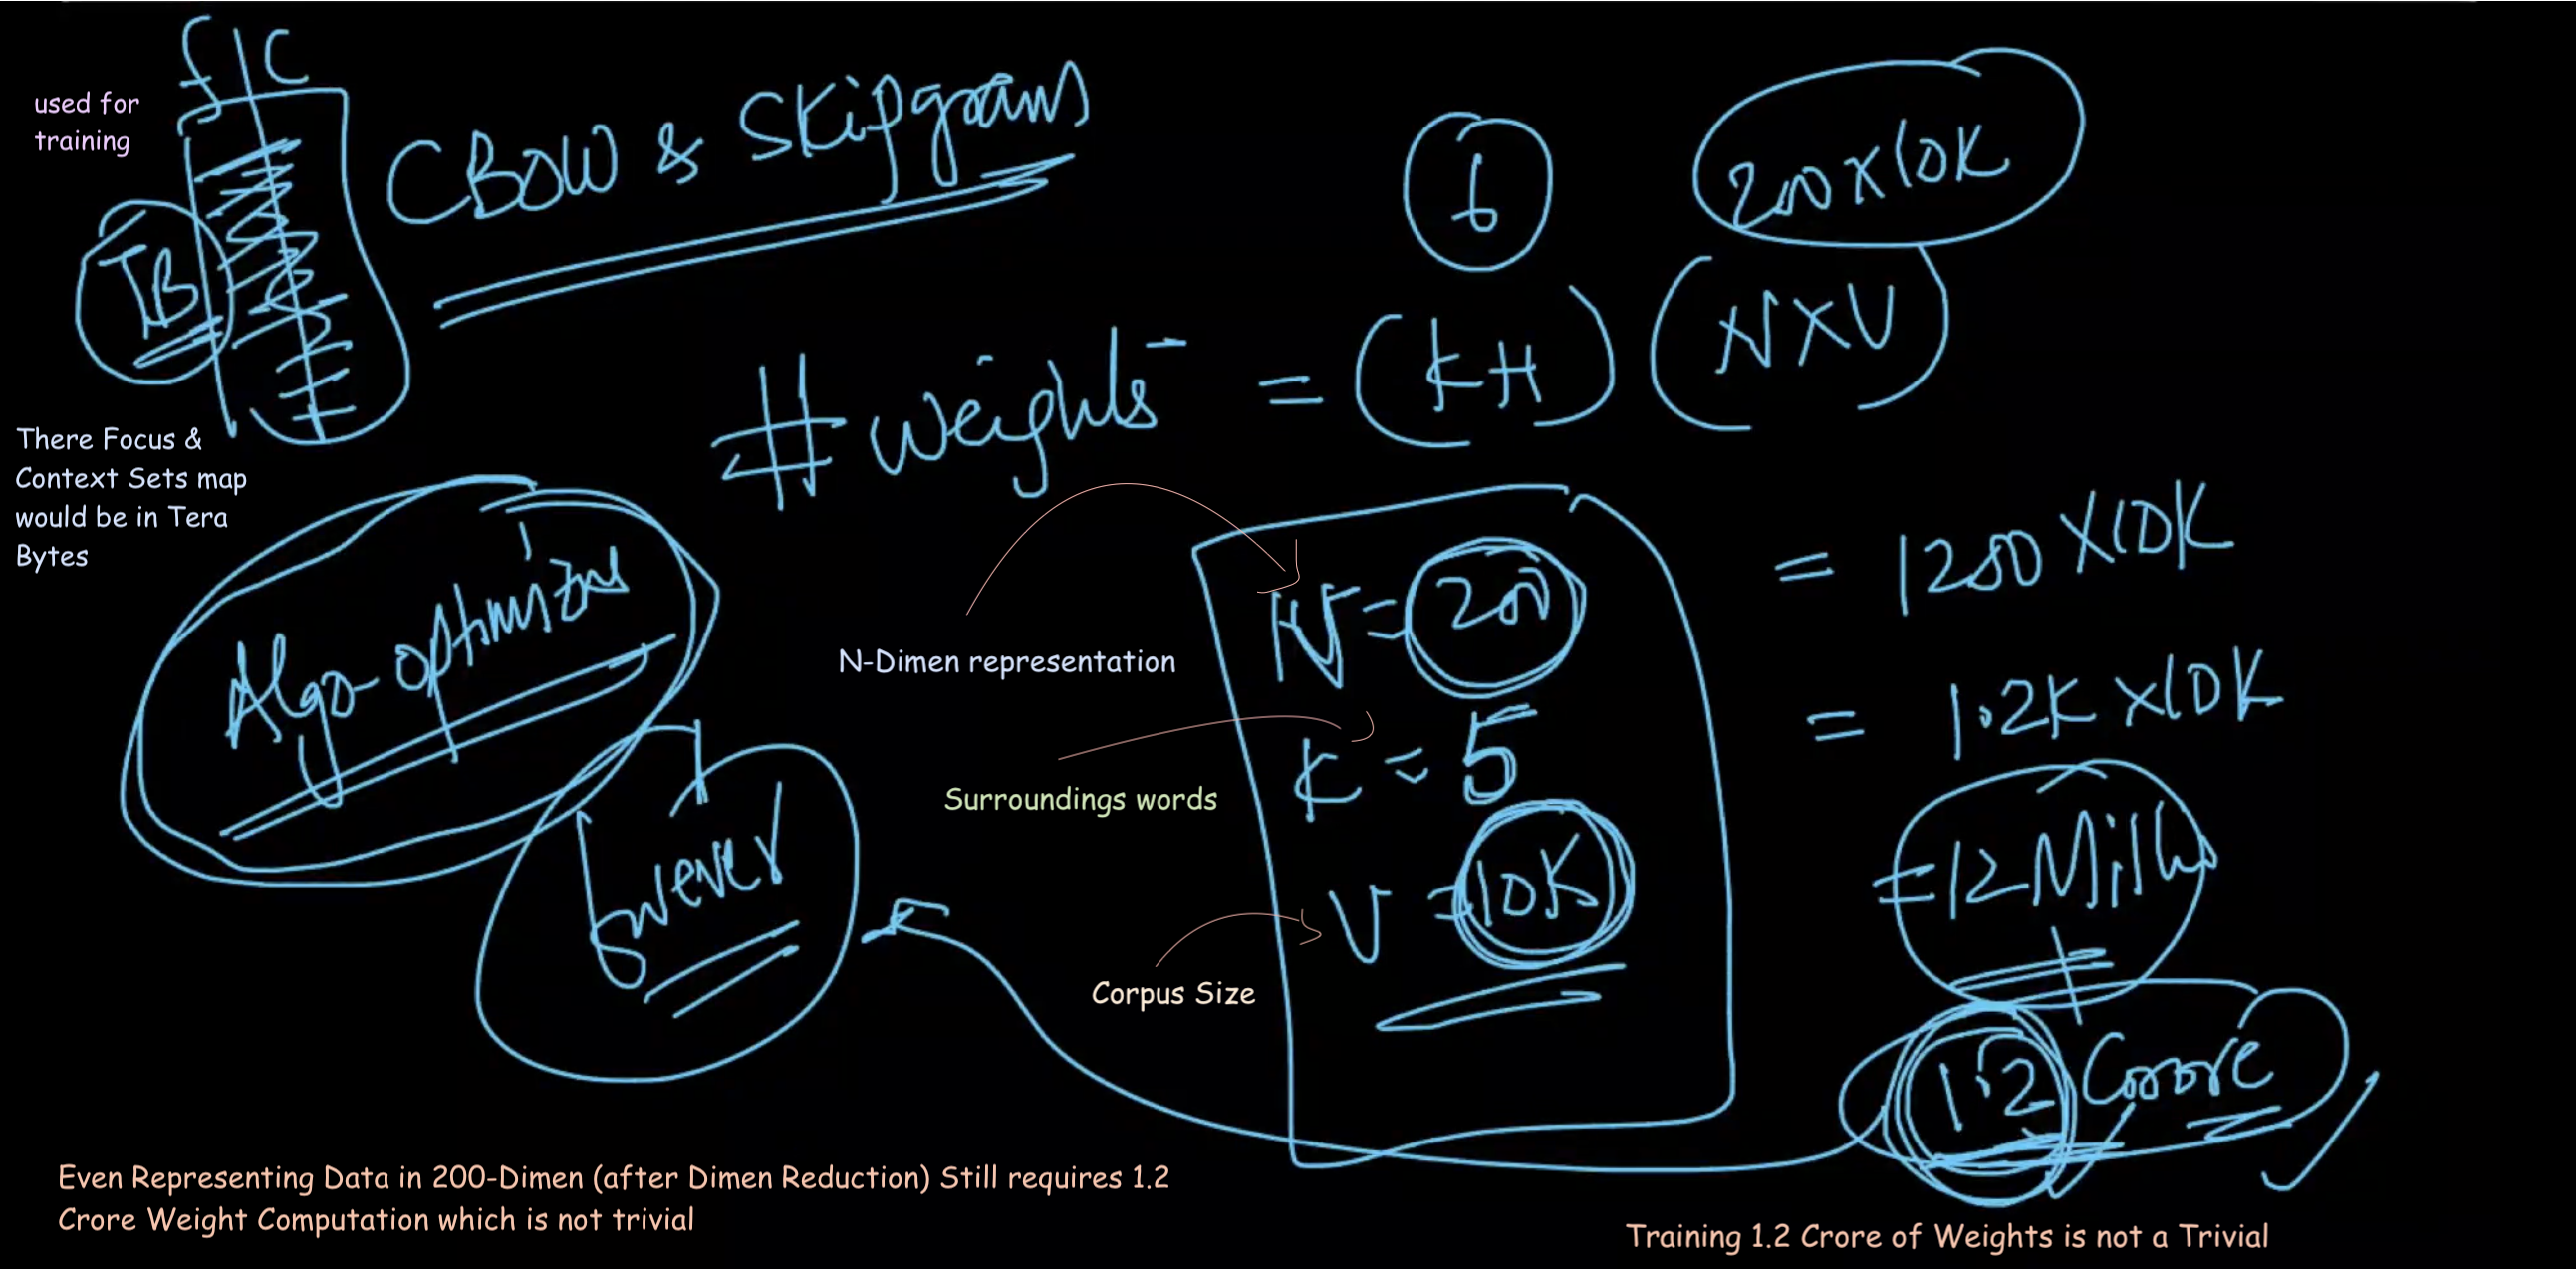 f | C
used for
training
CBOW & Skipgram
6
200 X 10K
TB
# weights = (K+1) (N X V)
There Focus &
Context Sets map
would be in Tera
Bytes
Algo-optimizns
N = 200
= 1200 X 10K
N-Dimen representation
K = 5
= 1.2K X 10K
Surroundings words
V = 10K
= 12 Milln
forever
Corpus Size
1.2 Crore
Even Representing Data in 200-Dimen (after Dimen Reduction) Still requires 1.2
Crore Weight Computation which is not trivial
Training 1.2 Crore of Weights is not a Trivial